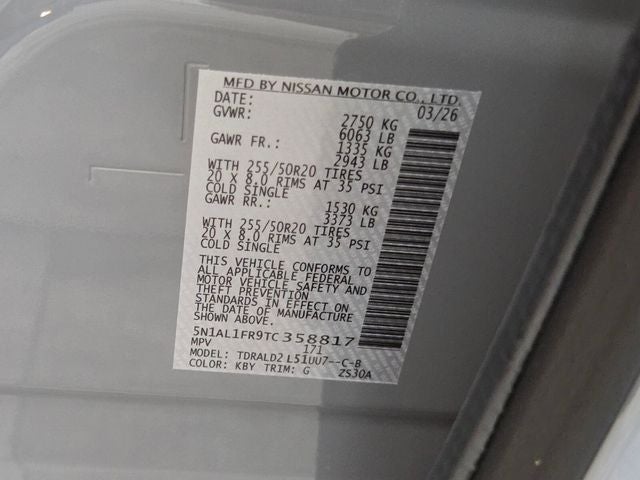 MFD BY NISSAN MOTOR CO., LTD.
DATE: 03/26
GVWR: 2750 KG
6063 LB
GAWR FR.: 1335 KG
2943 LB
WITH 255/50R20 TIRES
20 X 8.0 RIMS AT 35 PSI
COLD SINGLE
GAWR RR.: 1530 KG
3373 LB
WITH 255/50R20 TIRES
20 X 8.0 RIMS AT 35 PSI
COLD SINGLE
THIS VEHICLE CONFORMS TO
ALL APPLICABLE FEDERAL
MOTOR VEHICLE SAFETY AND
THEFT PREVENTION
STANDARDS IN EFFECT ON
THE DATE OF MANUFACTURE
SHOWN ABOVE.
5N1AL1FR9TC358817
MPV 171
MODEL: TDRALD2 L51UU7--C-B
COLOR: KBY TRIM: G ZS30A